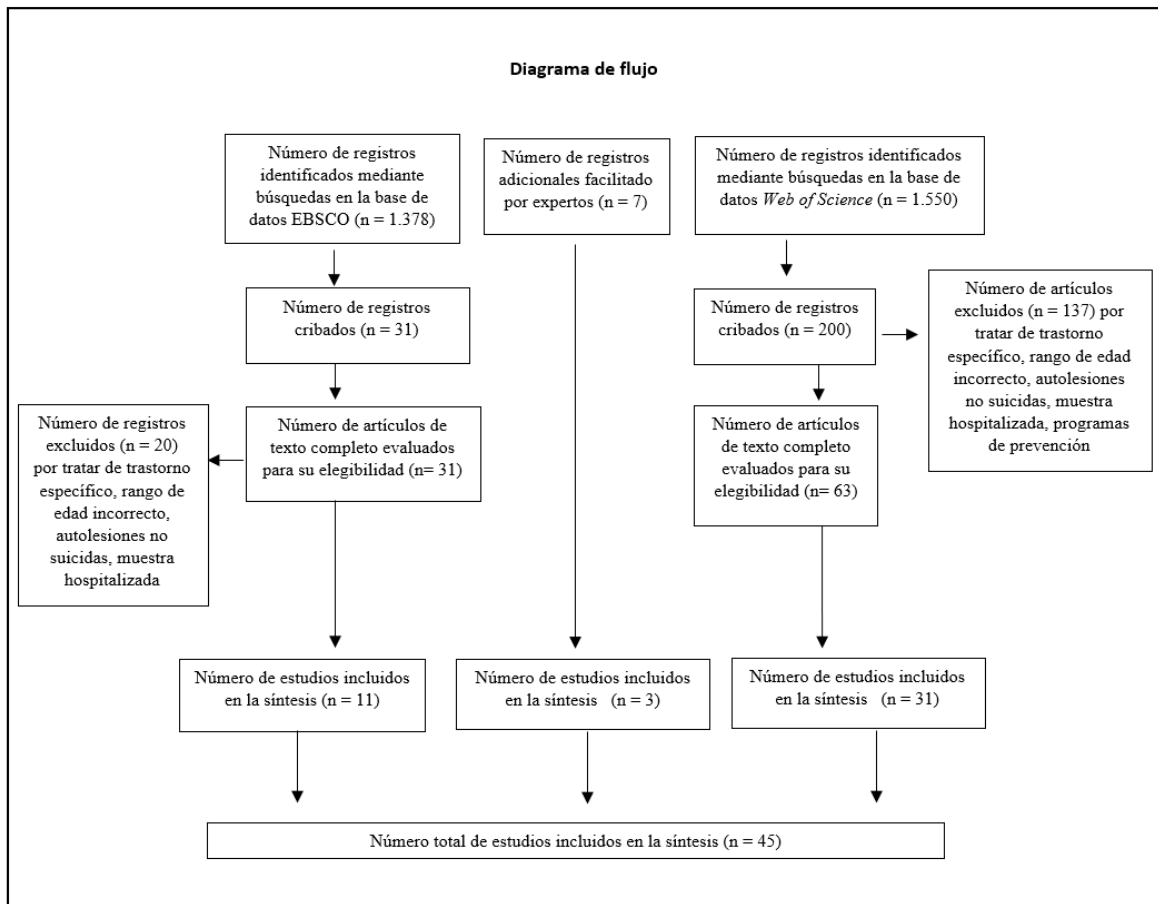 Diagrama de flujo
Número de registros
identificados mediante
búsquedas en la base de
datos EBSCO (n = 1.378)
Número de registros
adicionales facilitado
por expertos (n = 7)
Número de registros identificados
mediante búsquedas en la base de
datos Web of Science (n = 1.550)
Número de registros
cribados (n = 31)
Número de registros
cribados (n = 200)
Número de artículos
excluidos (n = 137) por
tratar de trastorno
específico, rango de edad
incorrecto, autolesiones
no suicidas, muestra
hospitalizada, programas
de prevención
Número de registros
excluidos (n = 20)
por tratar de trastorno
específico, rango de
edad incorrecto,
autolesiones no
suicidas, muestra
hospitalizada
Número de artículos de
texto completo evaluados
para su elegibilidad
(n= 31)
Número de artículos
de texto completo
evaluados para su
elegibilidad (n= 63)
Número de estudios incluidos
en la síntesis (n = 11)
Número de estudios incluidos
en la síntesis (n = 3)
Número de estudios incluidos
en la síntesis (n = 31)
Número total de estudios incluidos en la síntesis (n = 45)